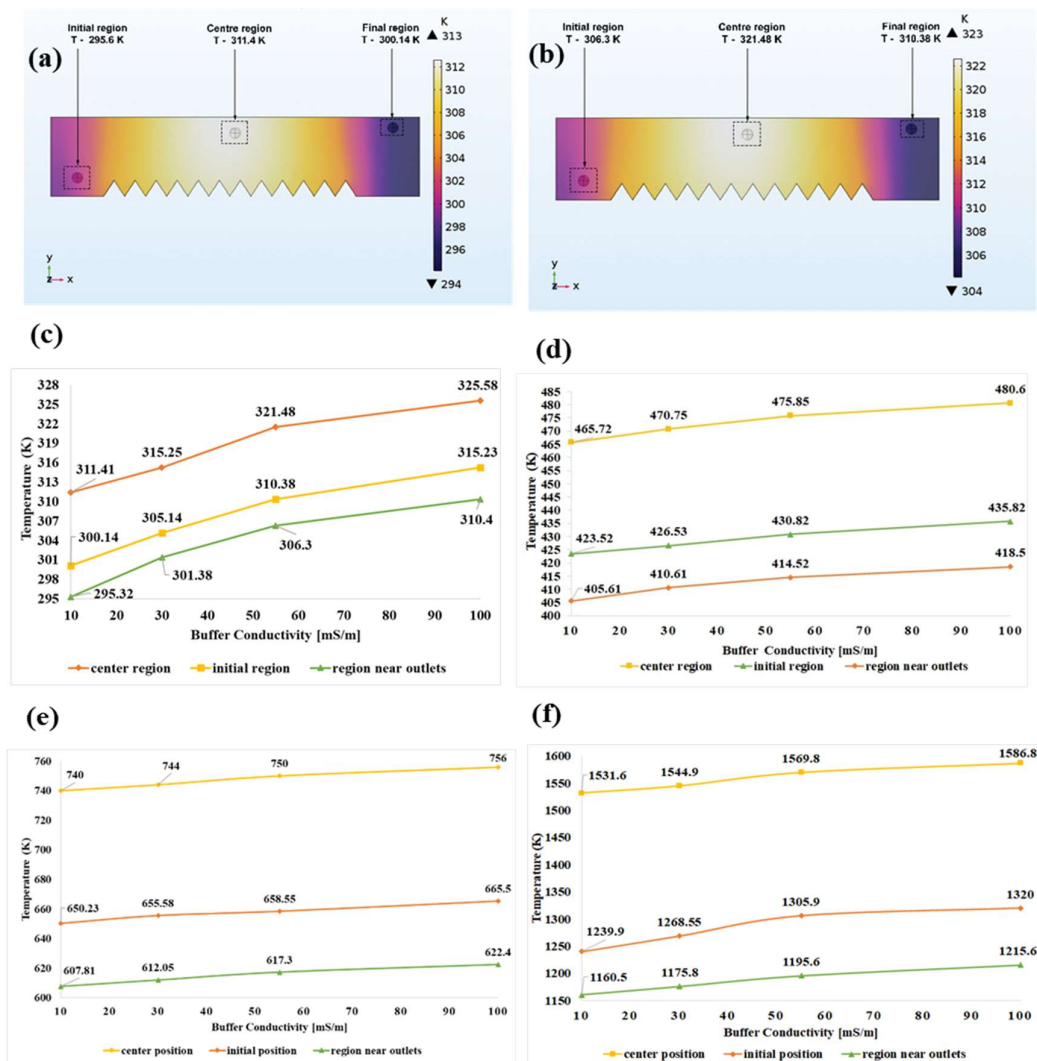 (a)
Initial region
T - 295.6 K
Centre region
T - 311.4 K
Final region
T - 300.14 K
K
▲ 313
312
310
308
306
304
302
300
298
296
▼ 294
y
z x
(b)
Initial region
T - 306.3 K
Centre region
T - 321.48 K
Final region
T - 310.38 K
K
▲ 323
322
320
318
316
314
312
310
308
306
▼ 304
y
z x
(c)
Temperature (K)
328
325
322
319
316
313
310
307
304
301
298
295
311.41
315.25
321.48
325.58
300.14
305.14
310.38
315.23
295.32
301.38
306.3
310.4
10 20 30 40 50 60 70 80 90 100
Buffer Conductivity [mS/m]
center region initial region region near outlets
(d)
Temperature (K)
485
480
475
470
465
460
455
450
445
440
435
430
425
420
415
410
405
400
465.72
470.75
475.85
480.6
423.52
426.53
430.82
435.82
405.61
410.61
414.52
418.5
10 20 30 40 50 60 70 80 90 100
Buffer Conductivity [mS/m]
center region initial region region near outlets
(e)
Temperature (K)
760
740
720
700
680
660
640
620
600
740
744
750
756
650.23
655.58
658.55
665.5
607.81
612.05
617.3
622.4
10 20 30 40 50 60 70 80 90 100
Buffer Conductivity [mS/m]
center position initial position region near outlets
(f)
Temperature (K)
1600
1550
1500
1450
1400
1350
1300
1250
1200
1150
1531.6
1544.9
1569.8
1586.8
1239.9
1268.55
1305.9
1320
1160.5
1175.8
1195.6
1215.6
10 20 30 40 50 60 70 80 90 100
Buffer Conductivity [mS/m]
center position initial position region near outlets